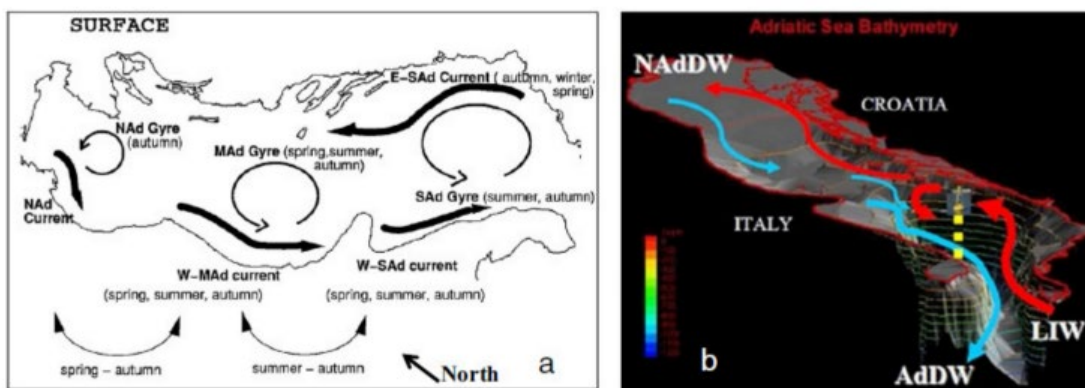 SURFACE
E-SAd Current ( autumn, winter,
spring)
NAd Gyre
(autumn)
MAd Gyre (spring,summer,
autumn)
NAd
Current
SAd Gyre (summer, autumn)
W-MAd current
(spring, summer, autumn)
W-SAd current
(spring, summer, autumn)
spring – autumn
summer – autumn
North
a
Adriatic Sea Bathymetry
NAdDW
CROATIA
ITALY
LIW
AdDW
b